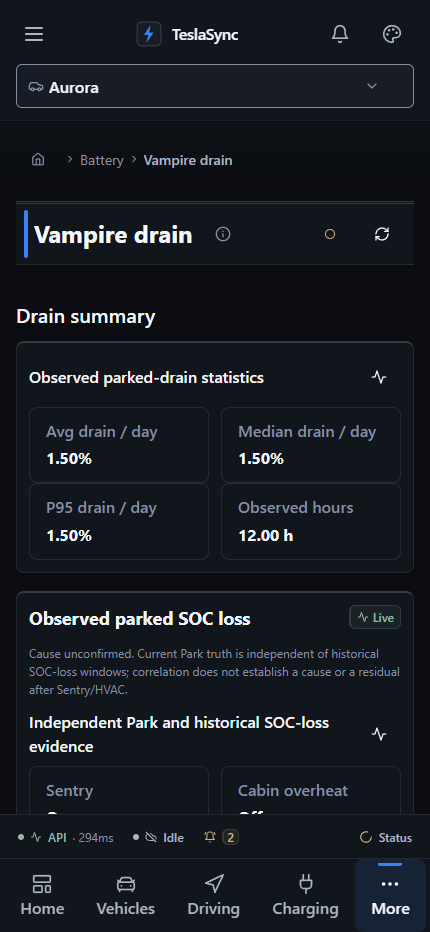 TeslaSync
Aurora
Battery
Vampire drain
Vampire drain
Drain summary
Observed parked-drain statistics
Avg drain / day
1.50%
Median drain / day
1.50%
P95 drain / day
1.50%
Observed hours
12.00 h
Observed parked SOC loss
Live
Cause unconfirmed. Current Park truth is independent of historical
SOC-loss windows; correlation does not establish a cause or a residual
after Sentry/HVAC.
Independent Park and historical SOC-loss
evidence
Sentry
Cabin overheat
API · 294ms
Idle
2
Status
Home
Vehicles
Driving
Charging
More